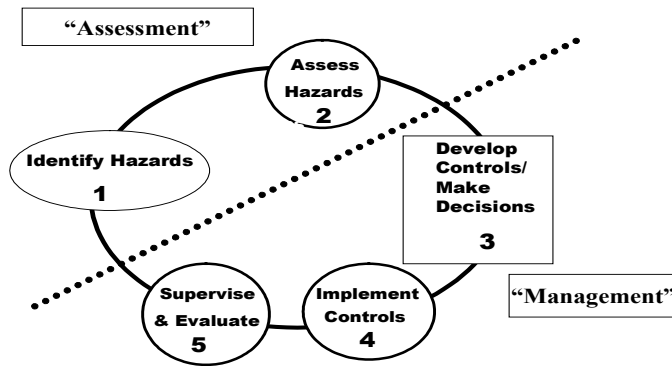 “Assessment”
Assess
Hazards
2
Identify Hazards
1
Develop
Controls/
Make
Decisions
3
Supervise
& Evaluate
5
Implement
Controls
4
“Management”